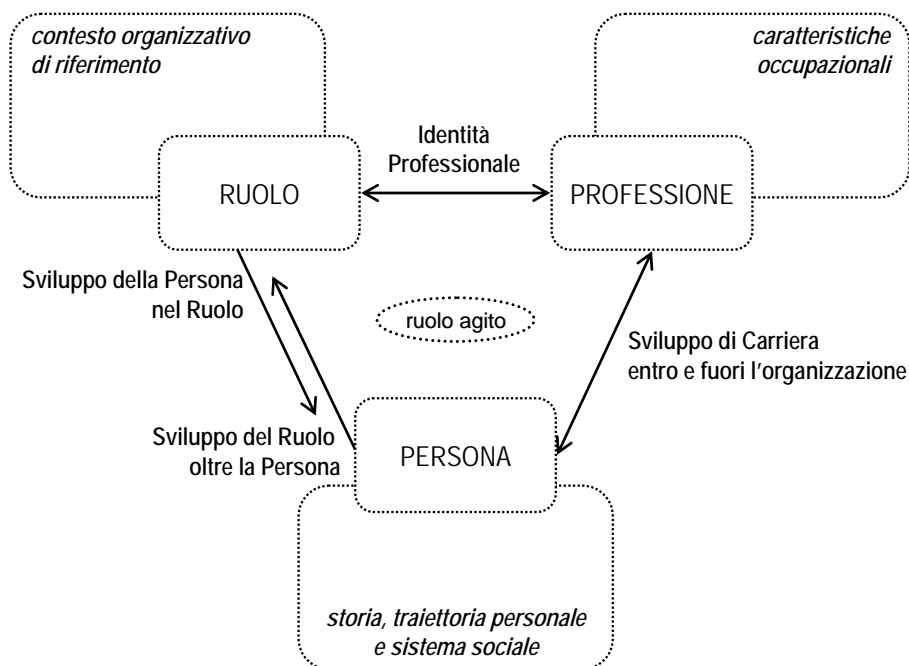 contesto organizzativo
di riferimento
caratteristiche
occupazionali
Identità
Professionale
RUOLO
PROFESSIONE
Sviluppo della Persona
nel Ruolo
ruolo agito
Sviluppo di Carriera
entro e fuori l'organizzazione
Sviluppo del Ruolo
oltre la Persona
PERSONA
storia, traiettoria personale
e sistema sociale